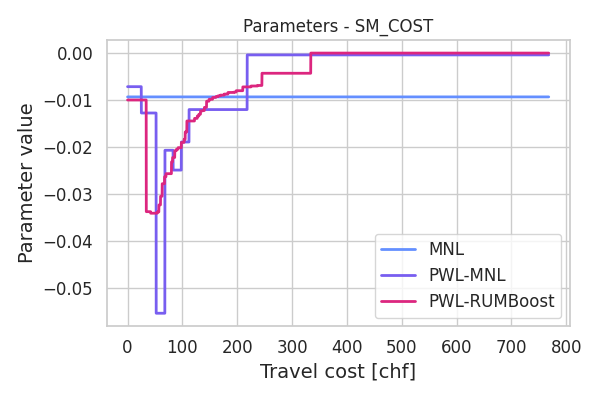 Parameters - SM_COST
Parameter value
0.00
−0.01
−0.02
−0.03
−0.04
−0.05
MNL
PWL-MNL
PWL-RUMBoost
0 100 200 300 400 500 600 700 800
Travel cost [chf]